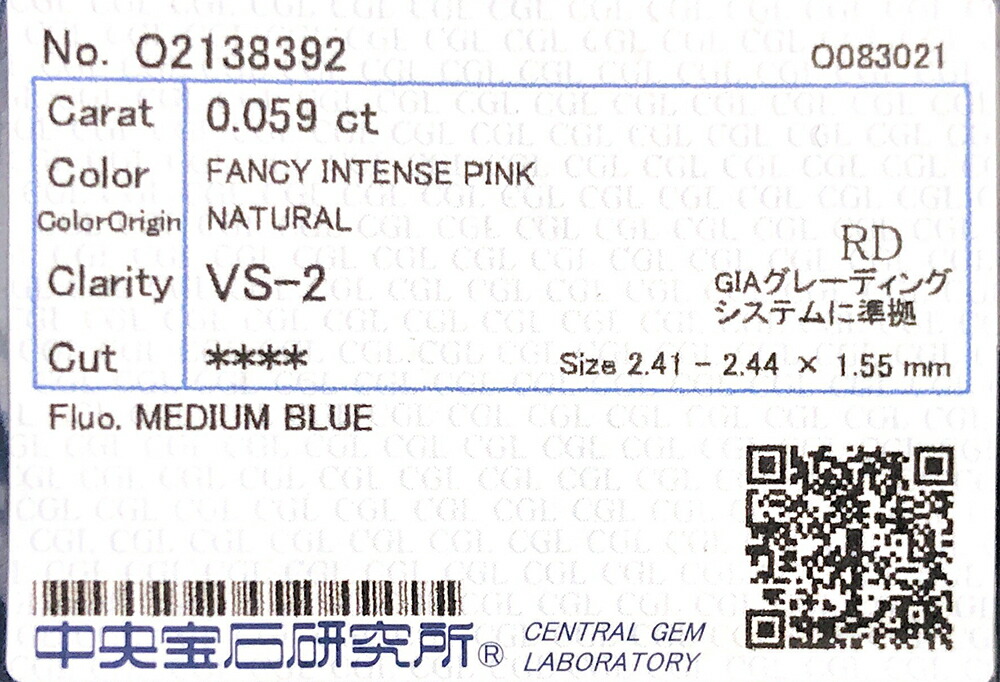 No. O2138392 O083021
Carat 0.059 ct
Color FANCY INTENSE PINK
ColorOrigin NATURAL
RD
Clarity VS-2 GIAグレーディング
システムに準拠
Cut **** Size 2.41 - 2.44 × 1.55 mm
Fluo. MEDIUM BLUE
中央宝石研究所® CENTRAL GEM
LABORATORY